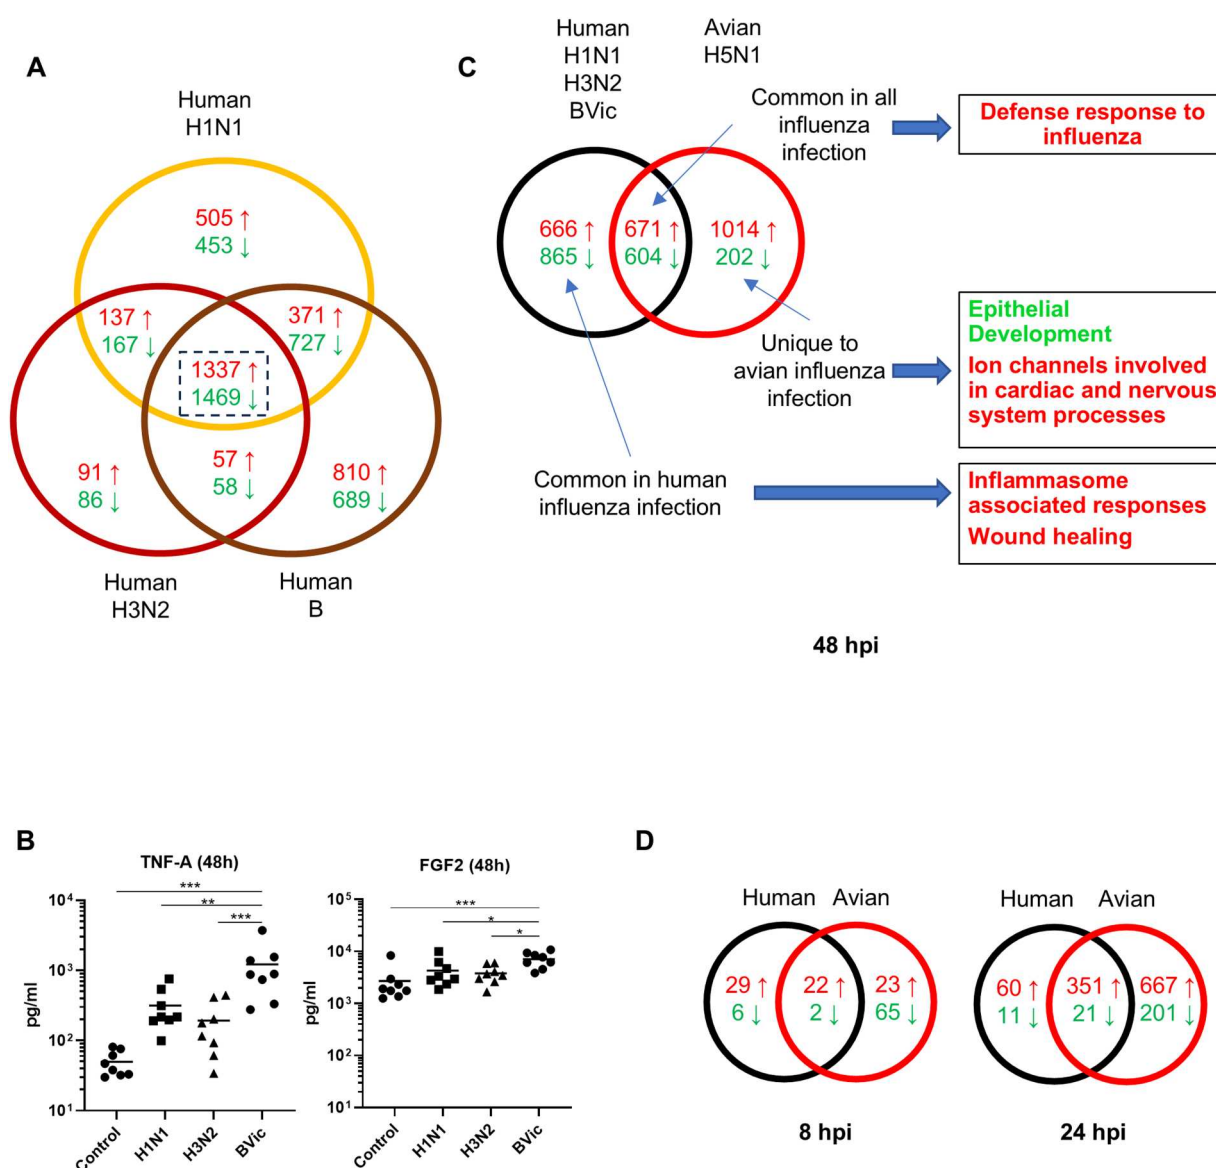 A
Human
H1N1
505 ↑
453 ↓
137 ↑
167 ↓
371 ↑
727 ↓
1337 ↑
1469 ↓
91 ↑
86 ↓
57 ↑
58 ↓
810 ↑
689 ↓
Human
H3N2
Human
B
C
Human
H1N1
H3N2
BVic
Avian
H5N1
Common in all
influenza
infection
Defense response to
influenza
666 ↑
865 ↓
671 ↑
604 ↓
1014 ↑
202 ↓
Unique to
avian influenza
infection
Epithelial
Development
Ion channels involved
in cardiac and nervous
system processes
Common in human
influenza infection
Inflammasome
associated responses
Wound healing
48 hpi
B
TNF-A (48h)
***
**
***
pg/ml
10⁴
10³
10²
10¹
Control
H1N1
H3N2
BVic
FGF2 (48h)
***
*
*
pg/ml
10⁵
10⁴
10³
10²
10¹
Control
H1N1
H3N2
BVic
D
Human Avian
29 ↑ 22 ↑ 23 ↑
6 ↓ 2 ↓ 65 ↓
8 hpi
Human Avian
60 ↑ 351 ↑ 667 ↑
11 ↓ 21 ↓ 201 ↓
24 hpi